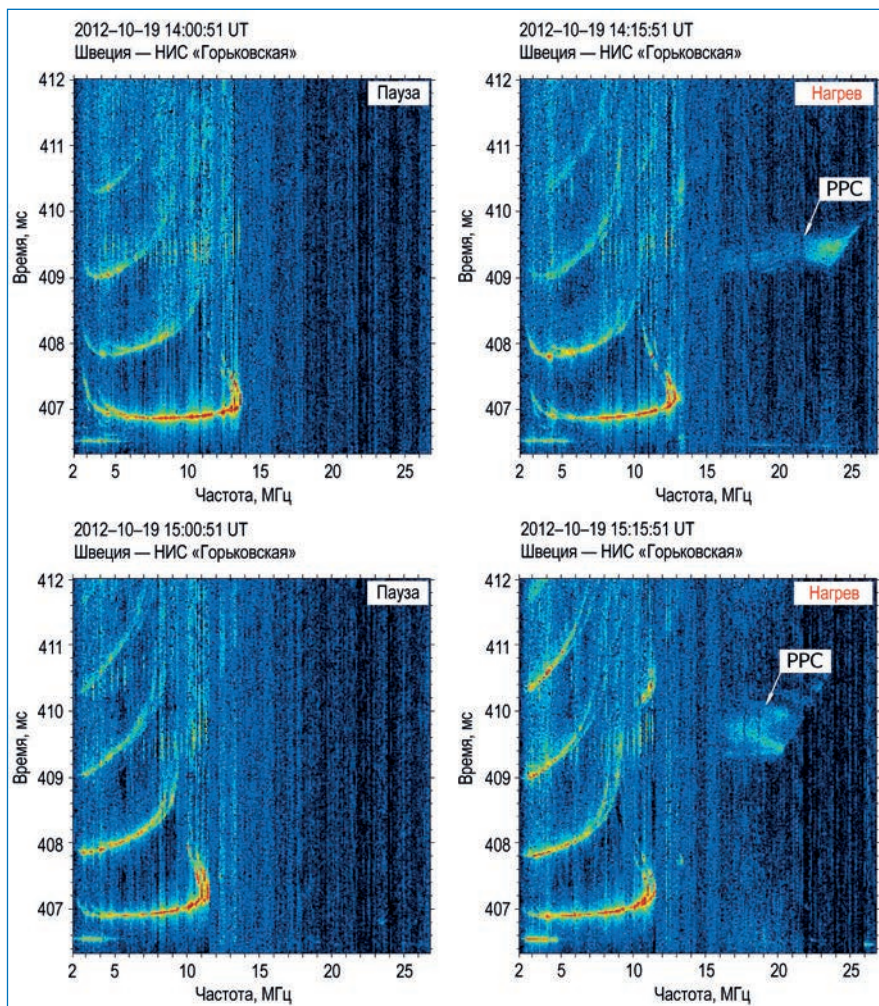 2012–10–19 14:00:51 UT
Швеция — НИС «Горьковская»
Пауза
412
411
410
409
408
407
Время, мс
2 5 10 15 20 25
Частота, МГц
2012–10–19 14:15:51 UT
Швеция — НИС «Горьковская»
Нагрев
РРС
412
411
410
409
408
407
Время, мс
2 5 10 15 20 25
Частота, МГц
2012–10–19 15:00:51 UT
Швеция — НИС «Горьковская»
Пауза
412
411
410
409
408
407
Время, мс
2 5 10 15 20 25
Частота, МГц
2012–10–19 15:15:51 UT
Швеция — НИС «Горьковская»
Нагрев
РРС
412
411
410
409
408
407
Время, мс
2 5 10 15 20 25
Частота, МГц